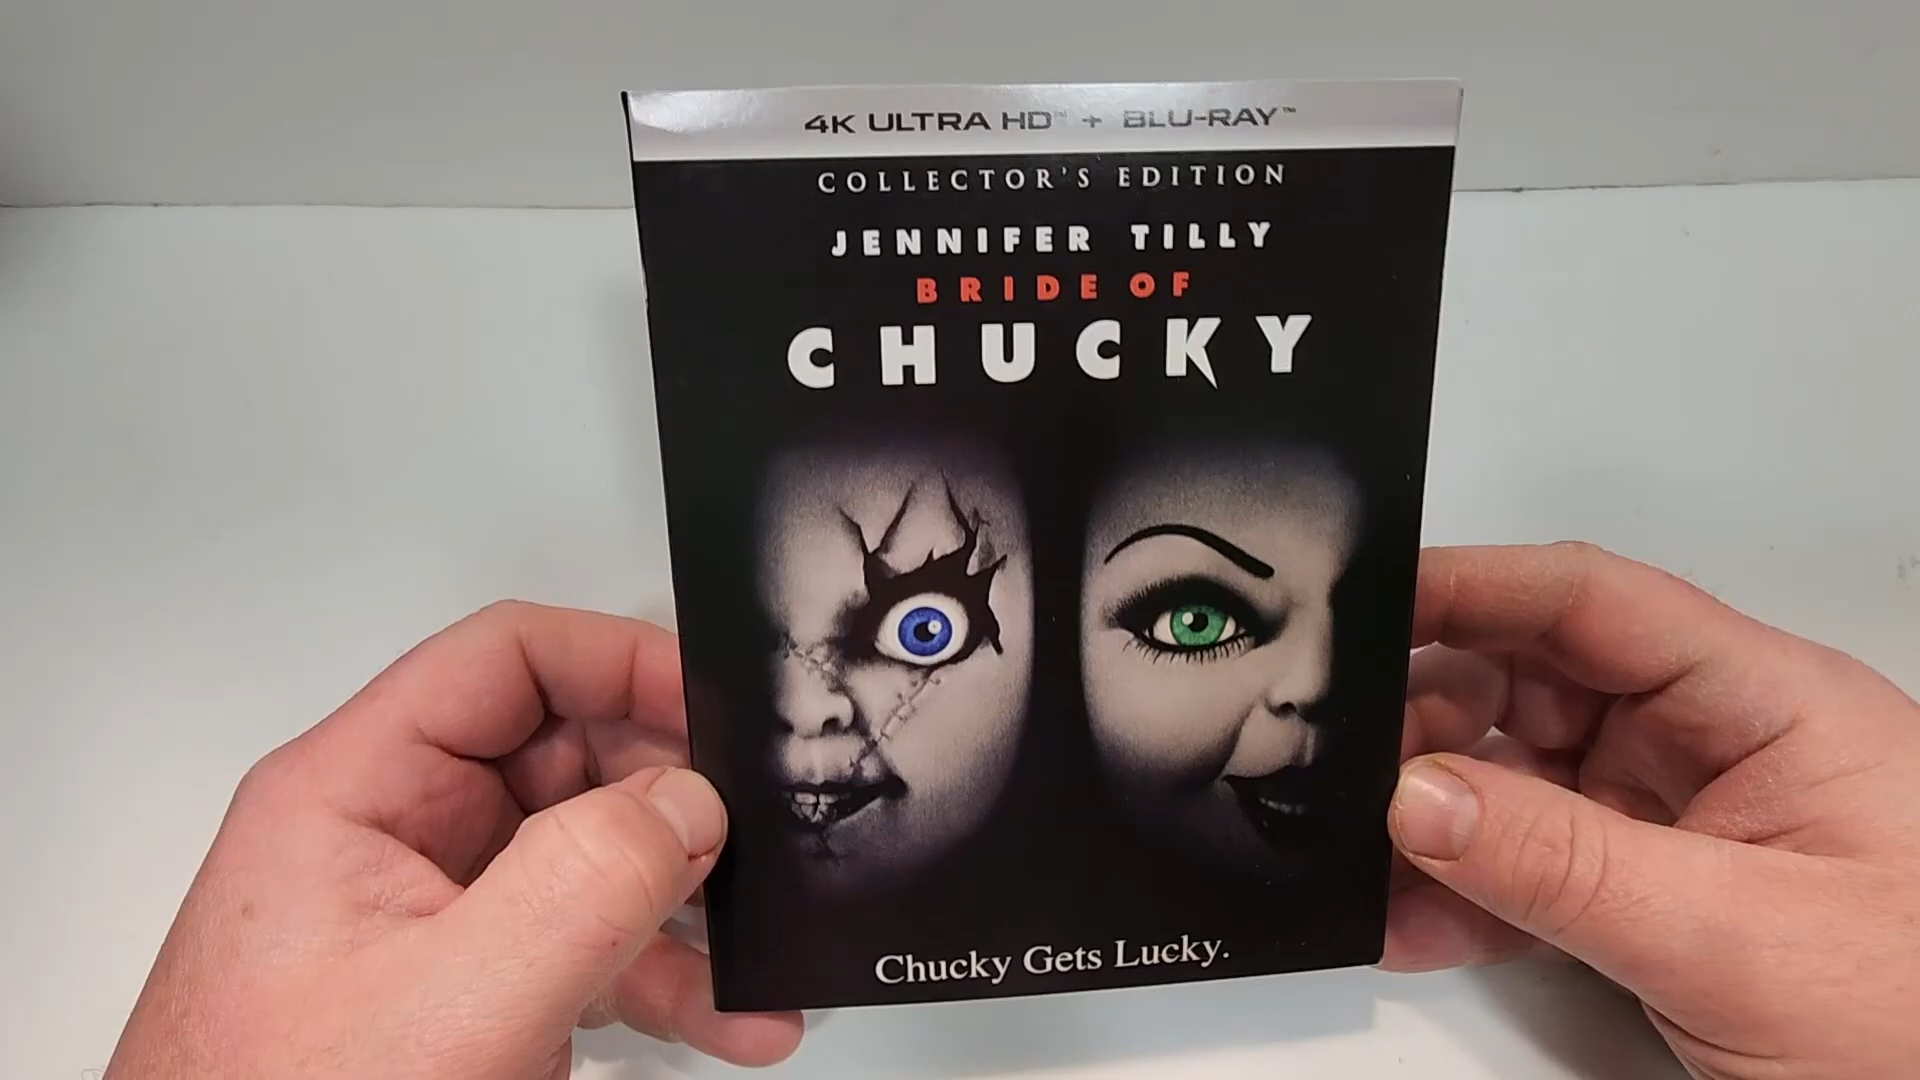 4K ULTRA HD™ + BLU-RAY™
COLLECTOR'S EDITION
JENNIFER TILLY
BRIDE OF
CHUCKY
Chucky Gets Lucky.